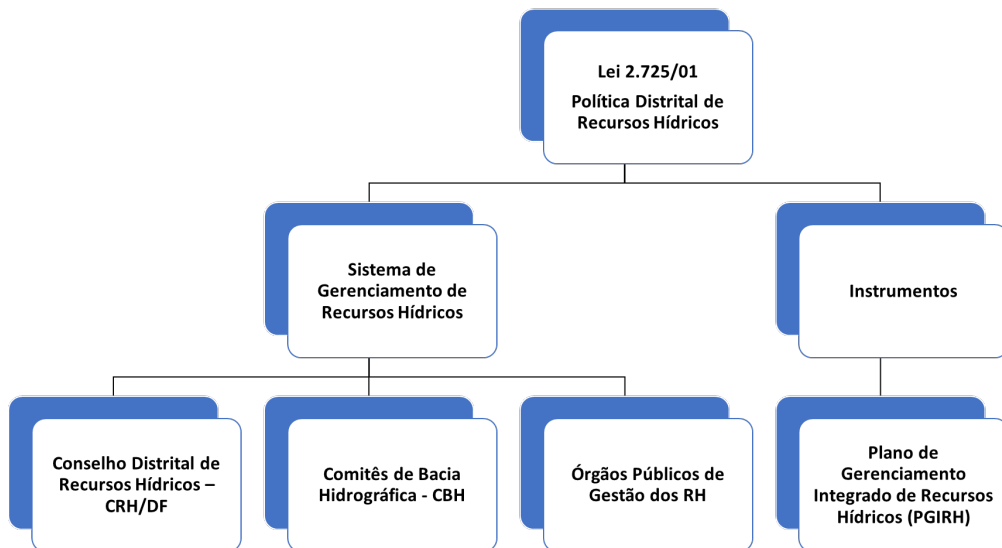 Lei 2.725/01
Política Distrital de
Recursos Hídricos
Sistema de
Gerenciamento de
Recursos Hídricos
Instrumentos
Conselho Distrital de
Recursos Hídricos –
CRH/DF
Comitês de Bacia
Hidrográfica - CBH
Órgãos Públicos de
Gestão dos RH
Plano de
Gerenciamento
Integrado de Recursos
Hídricos (PGIRH)